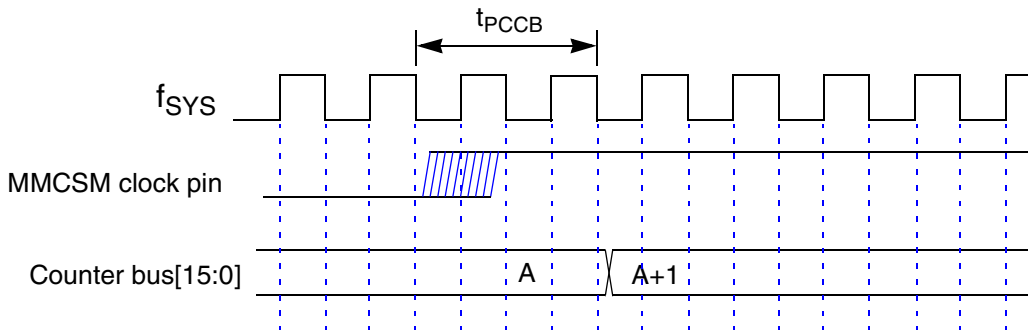 tPCCB
fSYS
MMCSM clock pin
Counter bus[15:0]
A
A+1